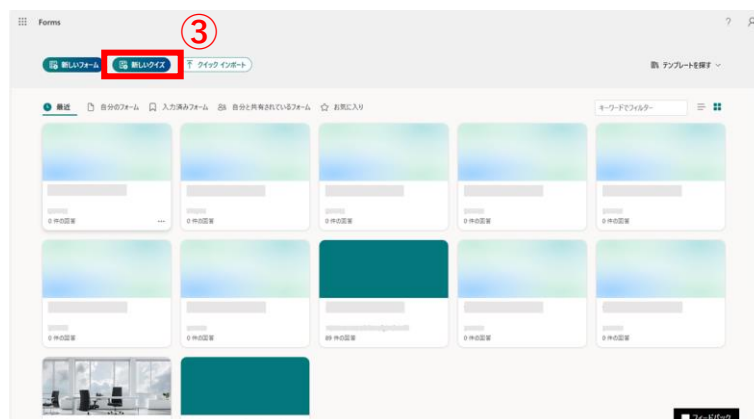 Forms
?
③
新しいフォーム
新しいクイズ
クイック インポート
テンプレートを探す
最近
自分のフォーム
入力済みフォーム
自分と共有されているフォーム
お気に入り
キーワードでフィルター
0 件の回答
...
0 件の回答
0 件の回答
0 件の回答
0 件の回答
0 件の回答
0 件の回答
89 件の回答
0 件の回答
0 件の回答
フィードバック